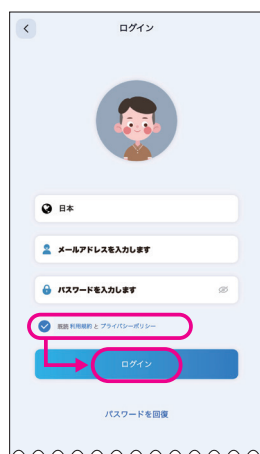 ログイン
日本
メールアドレスを入力します
パスワードを入力します
利用規約 と プライバシーポリシー
ログイン
パスワードを回復